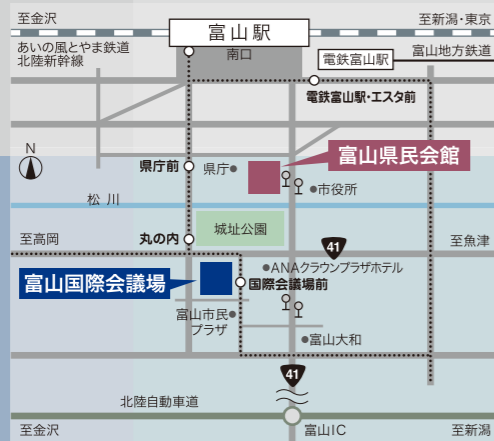 至金沢
富山駅
至新潟・東京
あいの風とやま鉄道
北陸新幹線
南口
電鉄富山駅
富山地方鉄道
電鉄富山駅・エスタ前
N
県庁前
県庁
富山県民会館
市役所
松川
至高岡
丸の内
城址公園
41
至魚津
富山国際会議場
ANAクラウンプラザホテル
国際会議場前
富山市民
プラザ
富山大和
41
北陸自動車道
至金沢
富山IC
至新潟